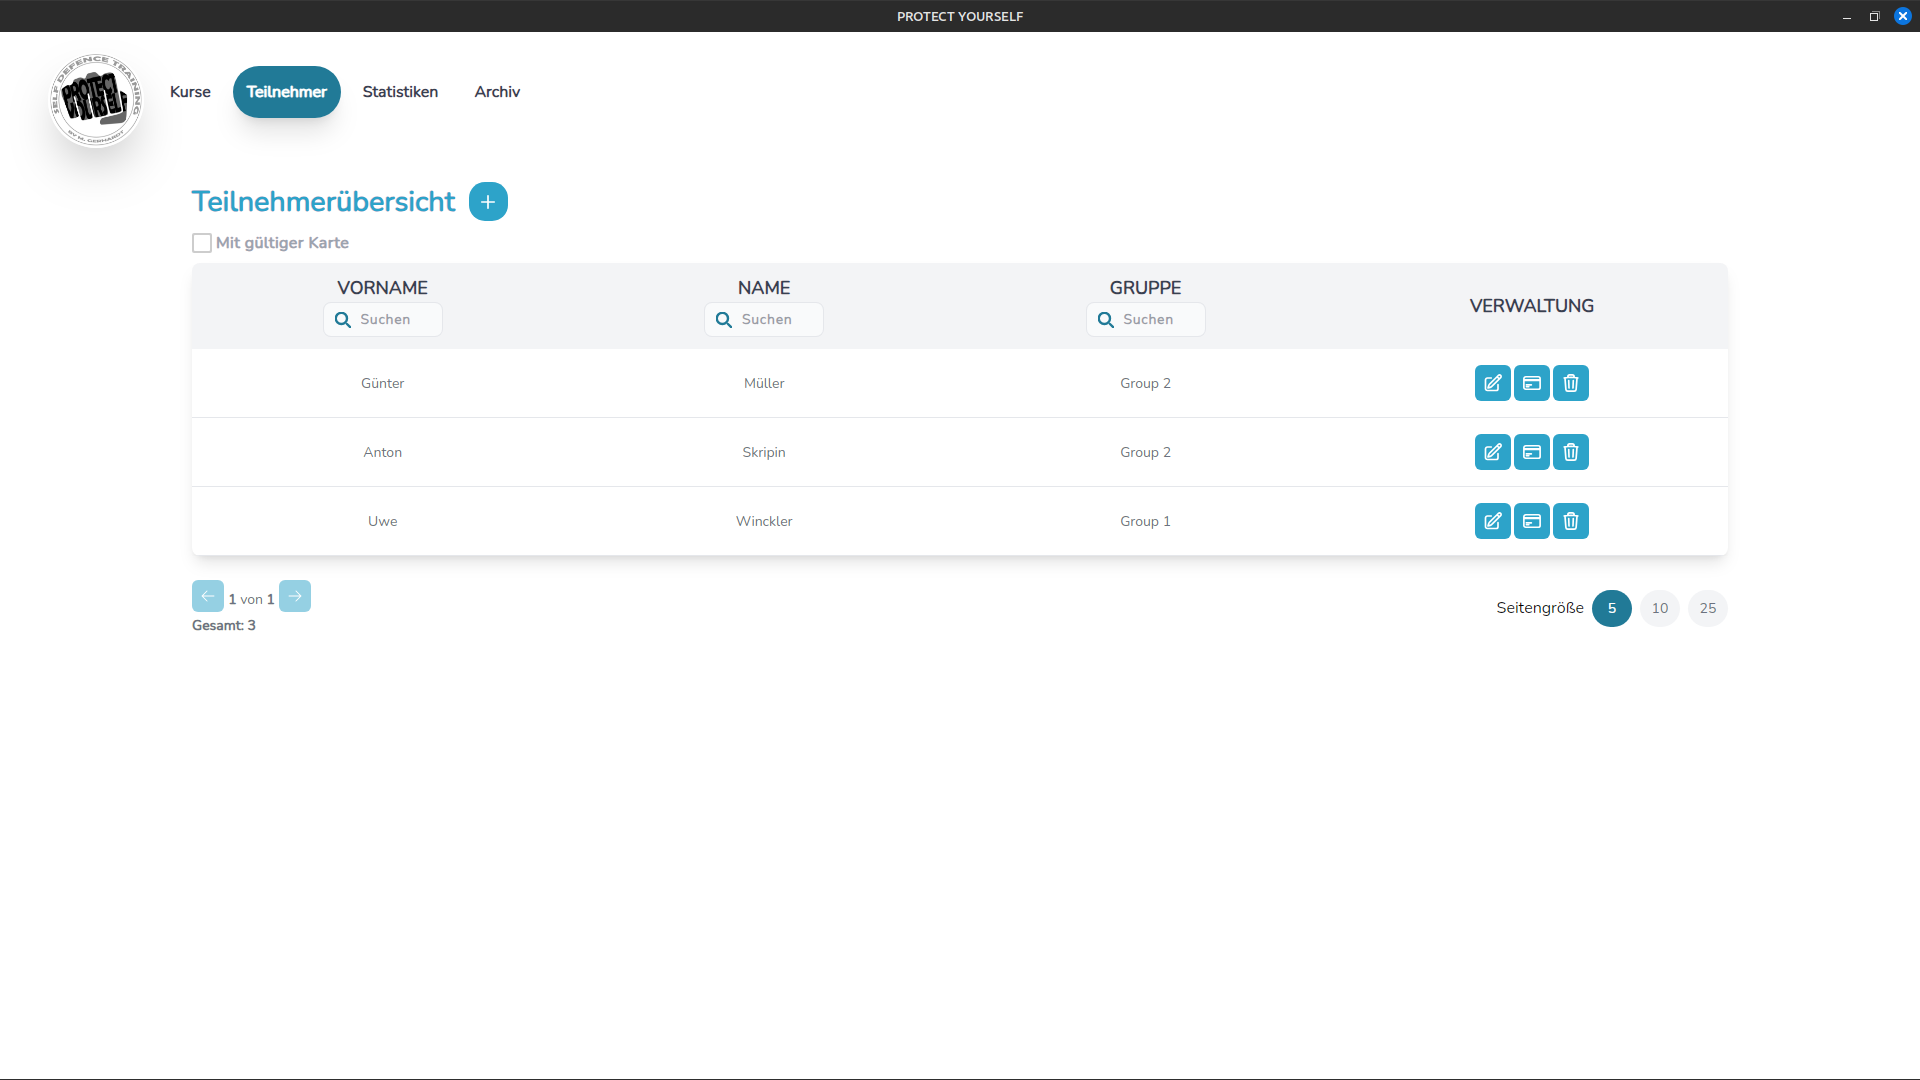 PROTECT YOURSELF
SELF DEFENCE TRAINING
PROTECT
BY M. GEBHARDT
Kurse Teilnehmer Statistiken Archiv
Teilnehmerübersicht +
Mit gültiger Karte
VORNAME NAME GRUPPE VERWALTUNG
Suchen Suchen Suchen
Günter Müller Group 2
Anton Skripin Group 2
Uwe Winckler Group 1
1 von 1
Gesamt: 3
Seitengröße 5 10 25